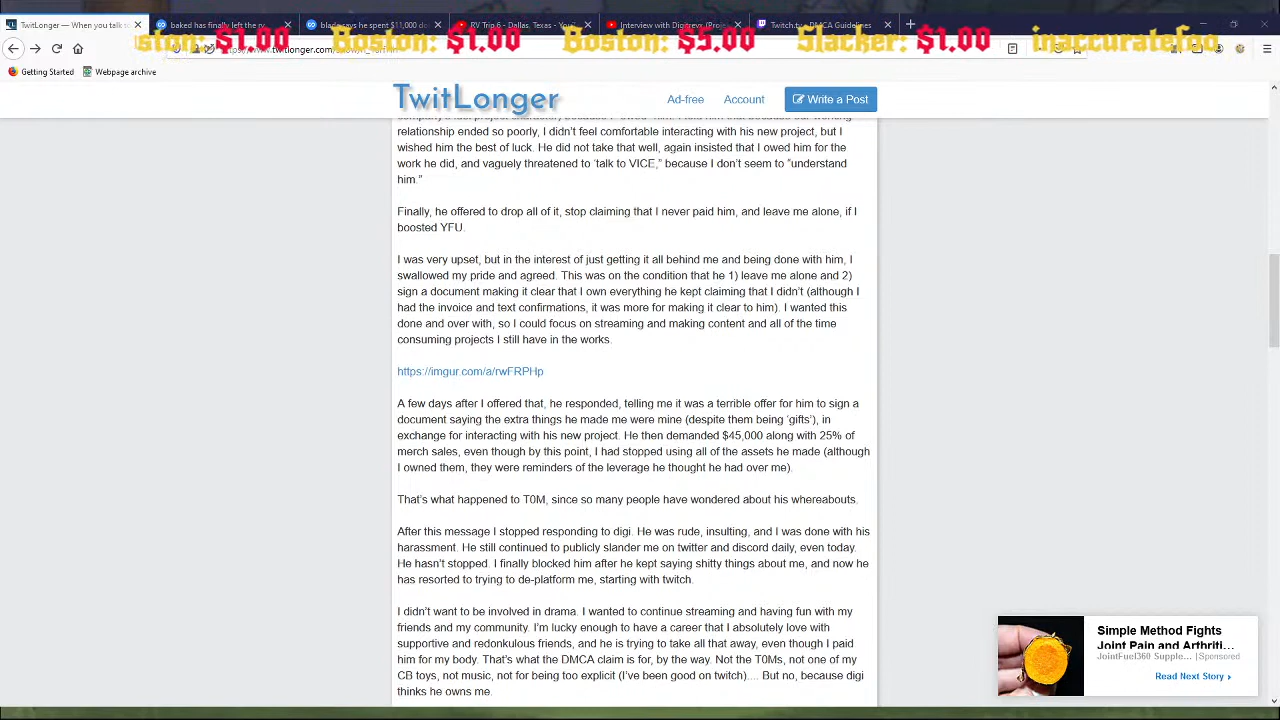 TwitLonger — When you talk s
baked has finally left the rv
blade says he spent $11,000 do
RV Trip 6 - Dallas, Texas - You
Interview with Digitrevx (Proje
Twitch.tv - DMCA Guidelines
Boston: $1.00
Boston: $1.00
Boston: $5.00
Slacker: $1.00
Getting Started
Webpage archive
TwitLonger
Ad-free
Account
Write a Post
relationship ended so poorly, I didn't feel comfortable interacting with his new project, but I
wished him the best of luck. He did not take that well, again insisted that I owed him for the
work he did, and vaguely threatened to 'talk to VICE," because I don't seem to "understand
him."
Finally, he offered to drop all of it, stop claiming that I never paid him, and leave me alone, if I
boosted YFU.
I was very upset, but in the interest of just getting it all behind me and being done with him, I
swallowed my pride and agreed. This was on the condition that he 1) leave me alone and 2)
sign a document making it clear that I own everything he kept claiming that I didn't (although I
had the invoice and text confirmations, it was more for making it clear to him). I wanted this
done and over with, so I could focus on streaming and making content and all of the time
consuming projects I still have in the works.
https://imgur.com/a/rwFRPHp
A few days after I offered that, he responded, telling me it was a terrible offer for him to sign a
document saying the extra things he made me were mine (despite them being 'gifts'), in
exchange for interacting with his new project. He then demanded $45,000 along with 25% of
merch sales, even though by this point, I had stopped using all of the assets he made (although
I owned them, they were reminders of the leverage he thought he had over me).
That's what happened to T0M, since so many people have wondered about his whereabouts.
After this message I stopped responding to digi. He was rude, insulting, and I was done with his
harassment. He still continued to publicly slander me on twitter and discord daily, even today.
He hasn't stopped. I finally blocked him after he kept saying shitty things about me, and now he
has resorted to trying to de-platform me, starting with twitch.
I didn't want to be involved in drama. I wanted to continue streaming and having fun with my
friends and my community. I'm lucky enough to have a career that I absolutely love with
supportive and redonkulous friends, and he is trying to take all that away, even though I paid
him for my body. That's what the DMCA claim is for, by the way. Not the T0Ms, not one of my
CB toys, not music, not for being too explicit (I've been good on twitch).... But no, because digi
thinks he owns me.
Simple Method Fights
Joint Pain and Arthriti...
JointFuel360 Supple... | Sponsored
Read Next Story